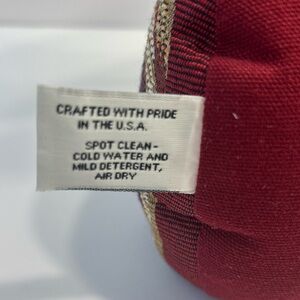 CRAFTED WITH PRIDE
IN THE U.S.A.
SPOT CLEAN-
COLD WATER AND
MILD DETERGENT,
AIR DRY